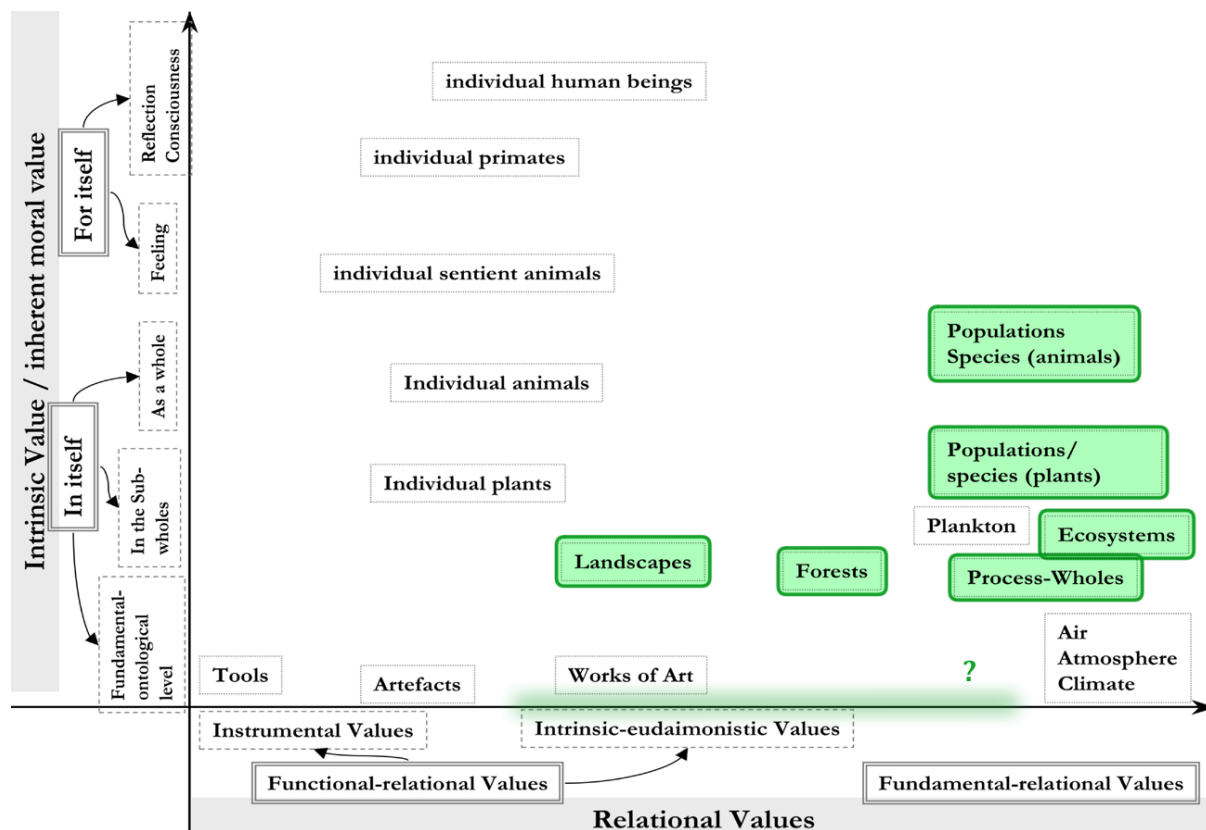 Intrinsic Value / inherent moral value
For itself
Reflection
Consciousness
Feeling
In itself
As a whole
In the Sub-
wholes
Fundamental-
ontological
level
individual human beings
individual primates
individual sentient animals
Individual animals
Individual plants
Populations
Species (animals)
Populations/
species (plants)
Plankton
Ecosystems
Landscapes
Forests
Process-Wholes
Tools
Artefacts
Works of Art
?
Air
Atmosphere
Climate
Instrumental Values
Intrinsic-eudaimonistic Values
Functional-relational Values
Fundamental-relational Values
Relational Values